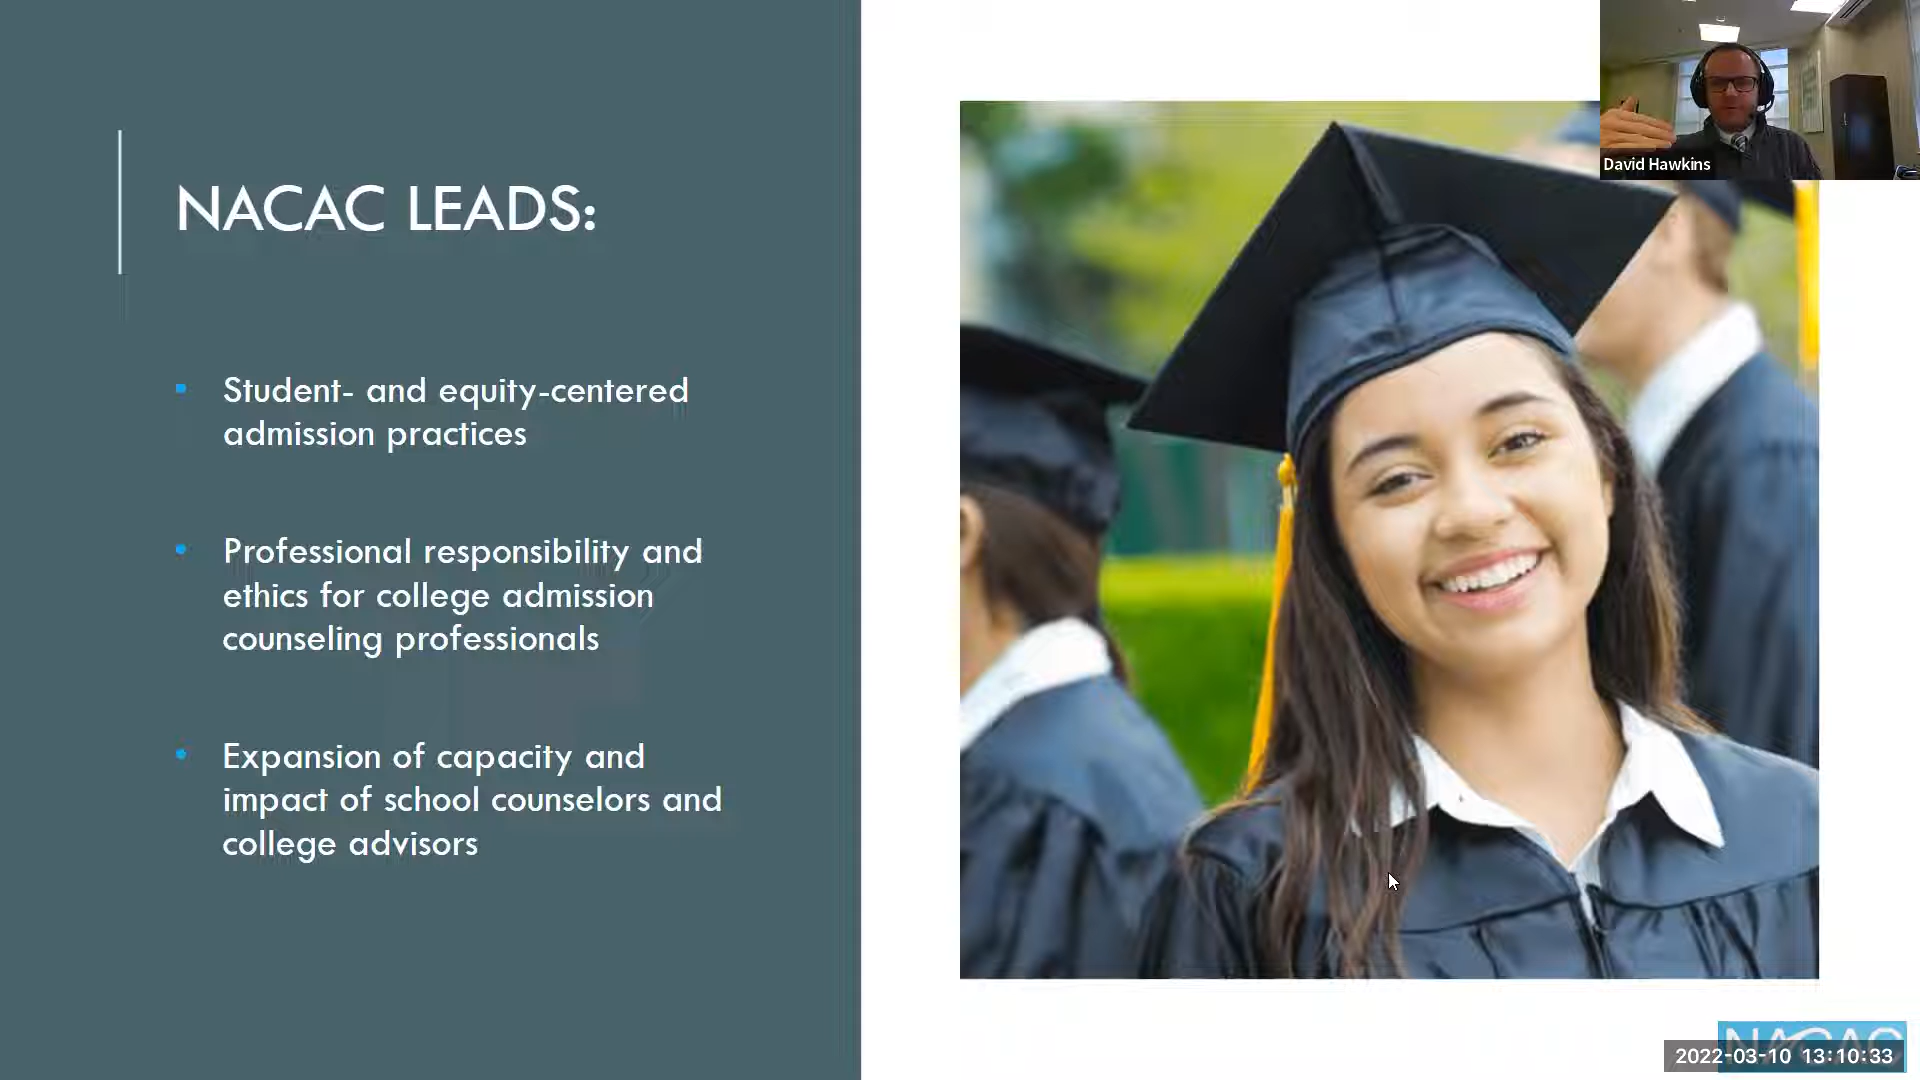 NACAC LEADS:
Student- and equity-centered
admission practices
Professional responsibility and
ethics for college admission
counseling professionals
Expansion of capacity and
impact of school counselors and
college advisors
David Hawkins
NACAC
2022-03-10 13:10:33